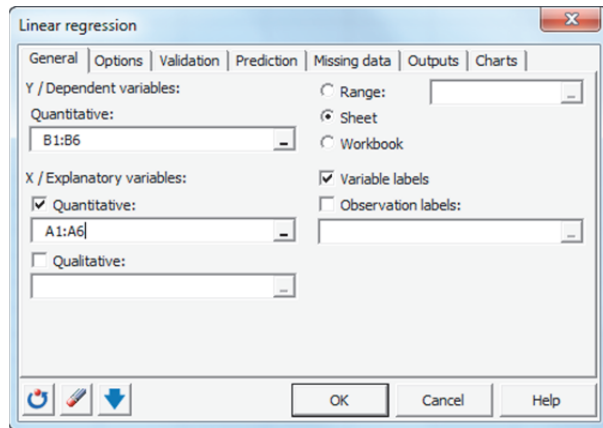 Linear regression
General Options Validation Prediction Missing data Outputs Charts
Y / Dependent variables:
Quantitative:
B1:B6
X / Explanatory variables:
Quantitative:
A1:A6
Qualitative:
Range:
Sheet
Workbook
Variable labels
Observation labels:
OK Cancel Help